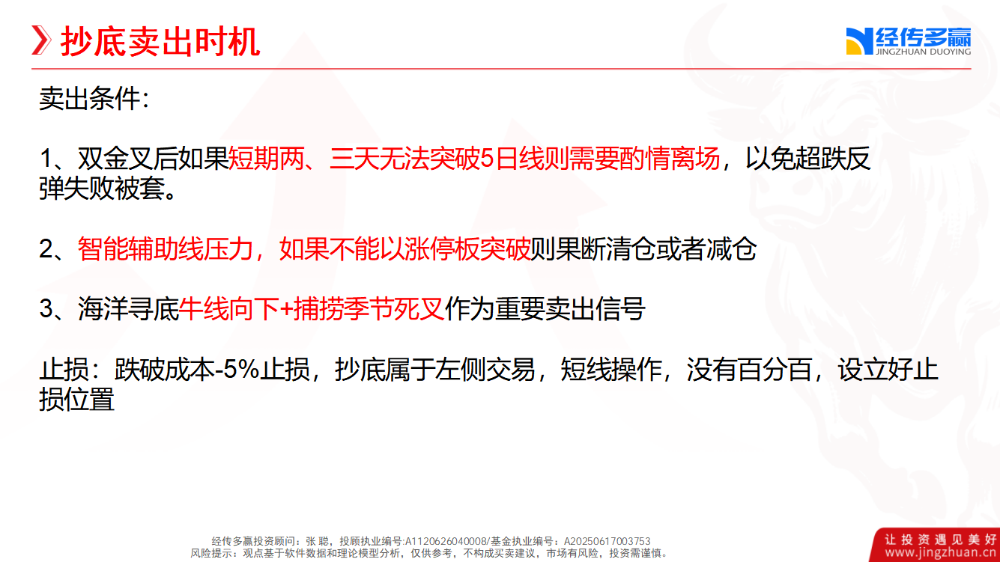 抄底卖出时机
经传多赢
JINGZHUAN DUOYING
卖出条件：
1、双金叉后如果短期两、三天无法突破5日线则需要酌情离场，以免超跌反
弹失败被套。
2、智能辅助线压力，如果不能以涨停板突破则果断清仓或者减仓
3、海洋寻底牛线向下+捕捞季节死叉作为重要卖出信号
止损：跌破成本-5%止损，抄底属于左侧交易，短线操作，没有百分百，设立好止
损位置
经传多赢投资顾问：张 聪，投顾执业编号:A1120626040008/基金执业编号：A20250617003753
风险提示：观点基于软件数据和理论模型分析，仅供参考，不构成买卖建议，市场有风险，投资需谨慎。
让投资遇见美好
www.jingzhuan.cn